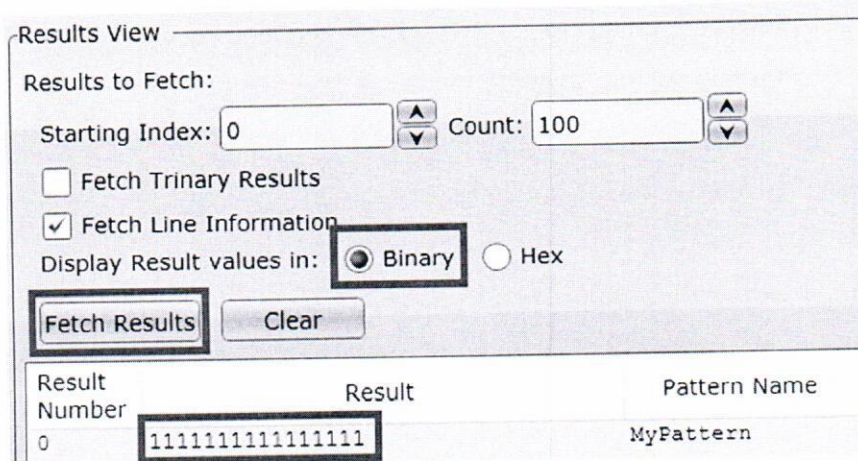 Results View
Results to Fetch:
Starting Index: 0 Count: 100
Fetch Trinary Results
Fetch Line Information
Display Result values in: Binary Hex
Fetch Results Clear
Result Number Result Pattern Name
0 1111111111111111 MyPattern